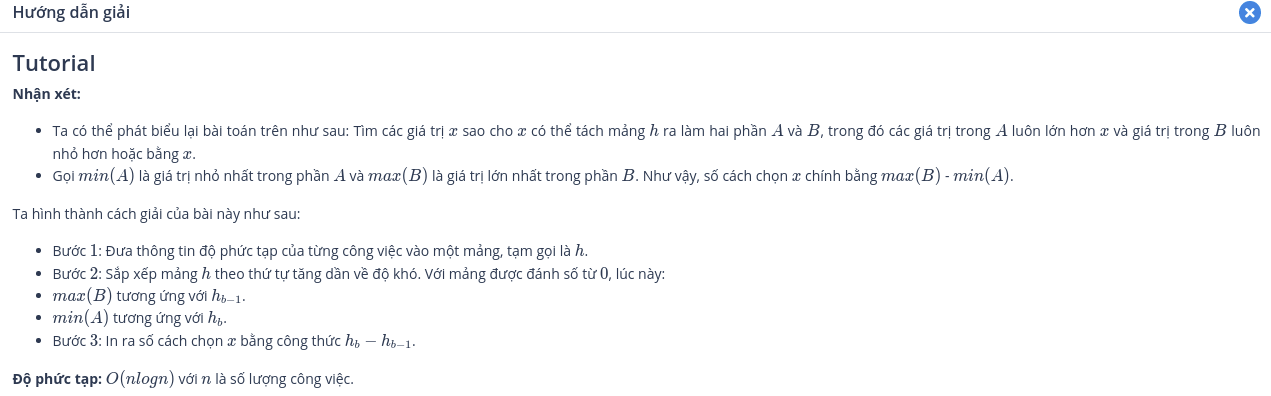 Hướng dẫn giải
Tutorial
Nhận xét:
• Ta có thể phát biểu lại bài toán trên như sau: Tìm các giá trị x sao cho x có thể tách mảng h ra làm hai phần A và B, trong đó các giá trị trong A luôn lớn hơn x và giá trị trong B luôn
nhỏ hơn hoặc bằng x.
• Gọi min(A) là giá trị nhỏ nhất trong phần A và max(B) là giá trị lớn nhất trong phần B. Như vậy, số cách chọn x chính bằng max(B) - min(A).
Ta hình thành cách giải của bài này như sau:
• Bước 1: Đưa thông tin độ phức tạp của từng công việc vào một mảng, tạm gọi là h.
• Bước 2: Sắp xếp mảng h theo thứ tự tăng dần về độ khó. Với mảng được đánh số từ 0, lúc này:
• max(B) tương ứng với h_{b−1}.
• min(A) tương ứng với h_b.
• Bước 3: In ra số cách chọn x bằng công thức h_b − h_{b−1}.
Độ phức tạp: O(nlogn) với n là số lượng công việc.